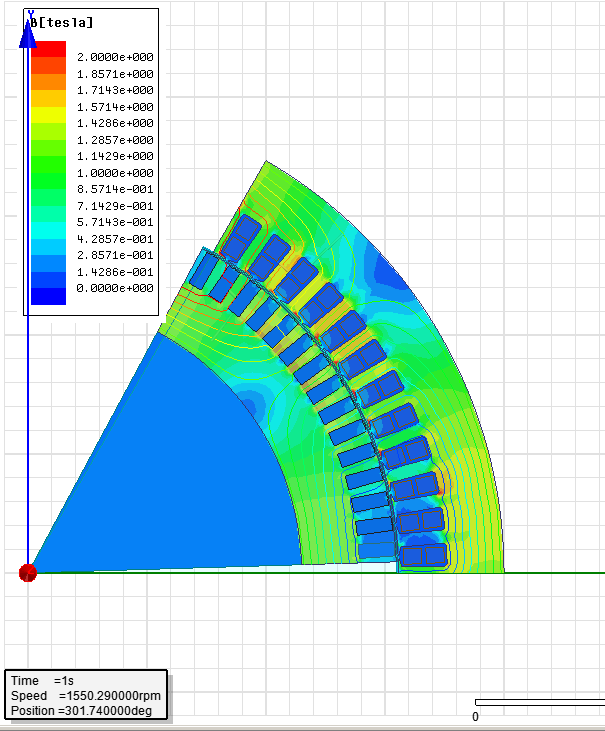 Y
B[tesla]
2.0000e+000
1.8571e+000
1.7143e+000
1.5714e+000
1.4286e+000
1.2857e+000
1.1429e+000
1.0000e+000
8.5714e-001
7.1429e-001
5.7143e-001
4.2857e-001
2.8571e-001
1.4286e-001
0.0000e+000
Time =1s
Speed =1550.290000rpm
Position =301.740000deg
0